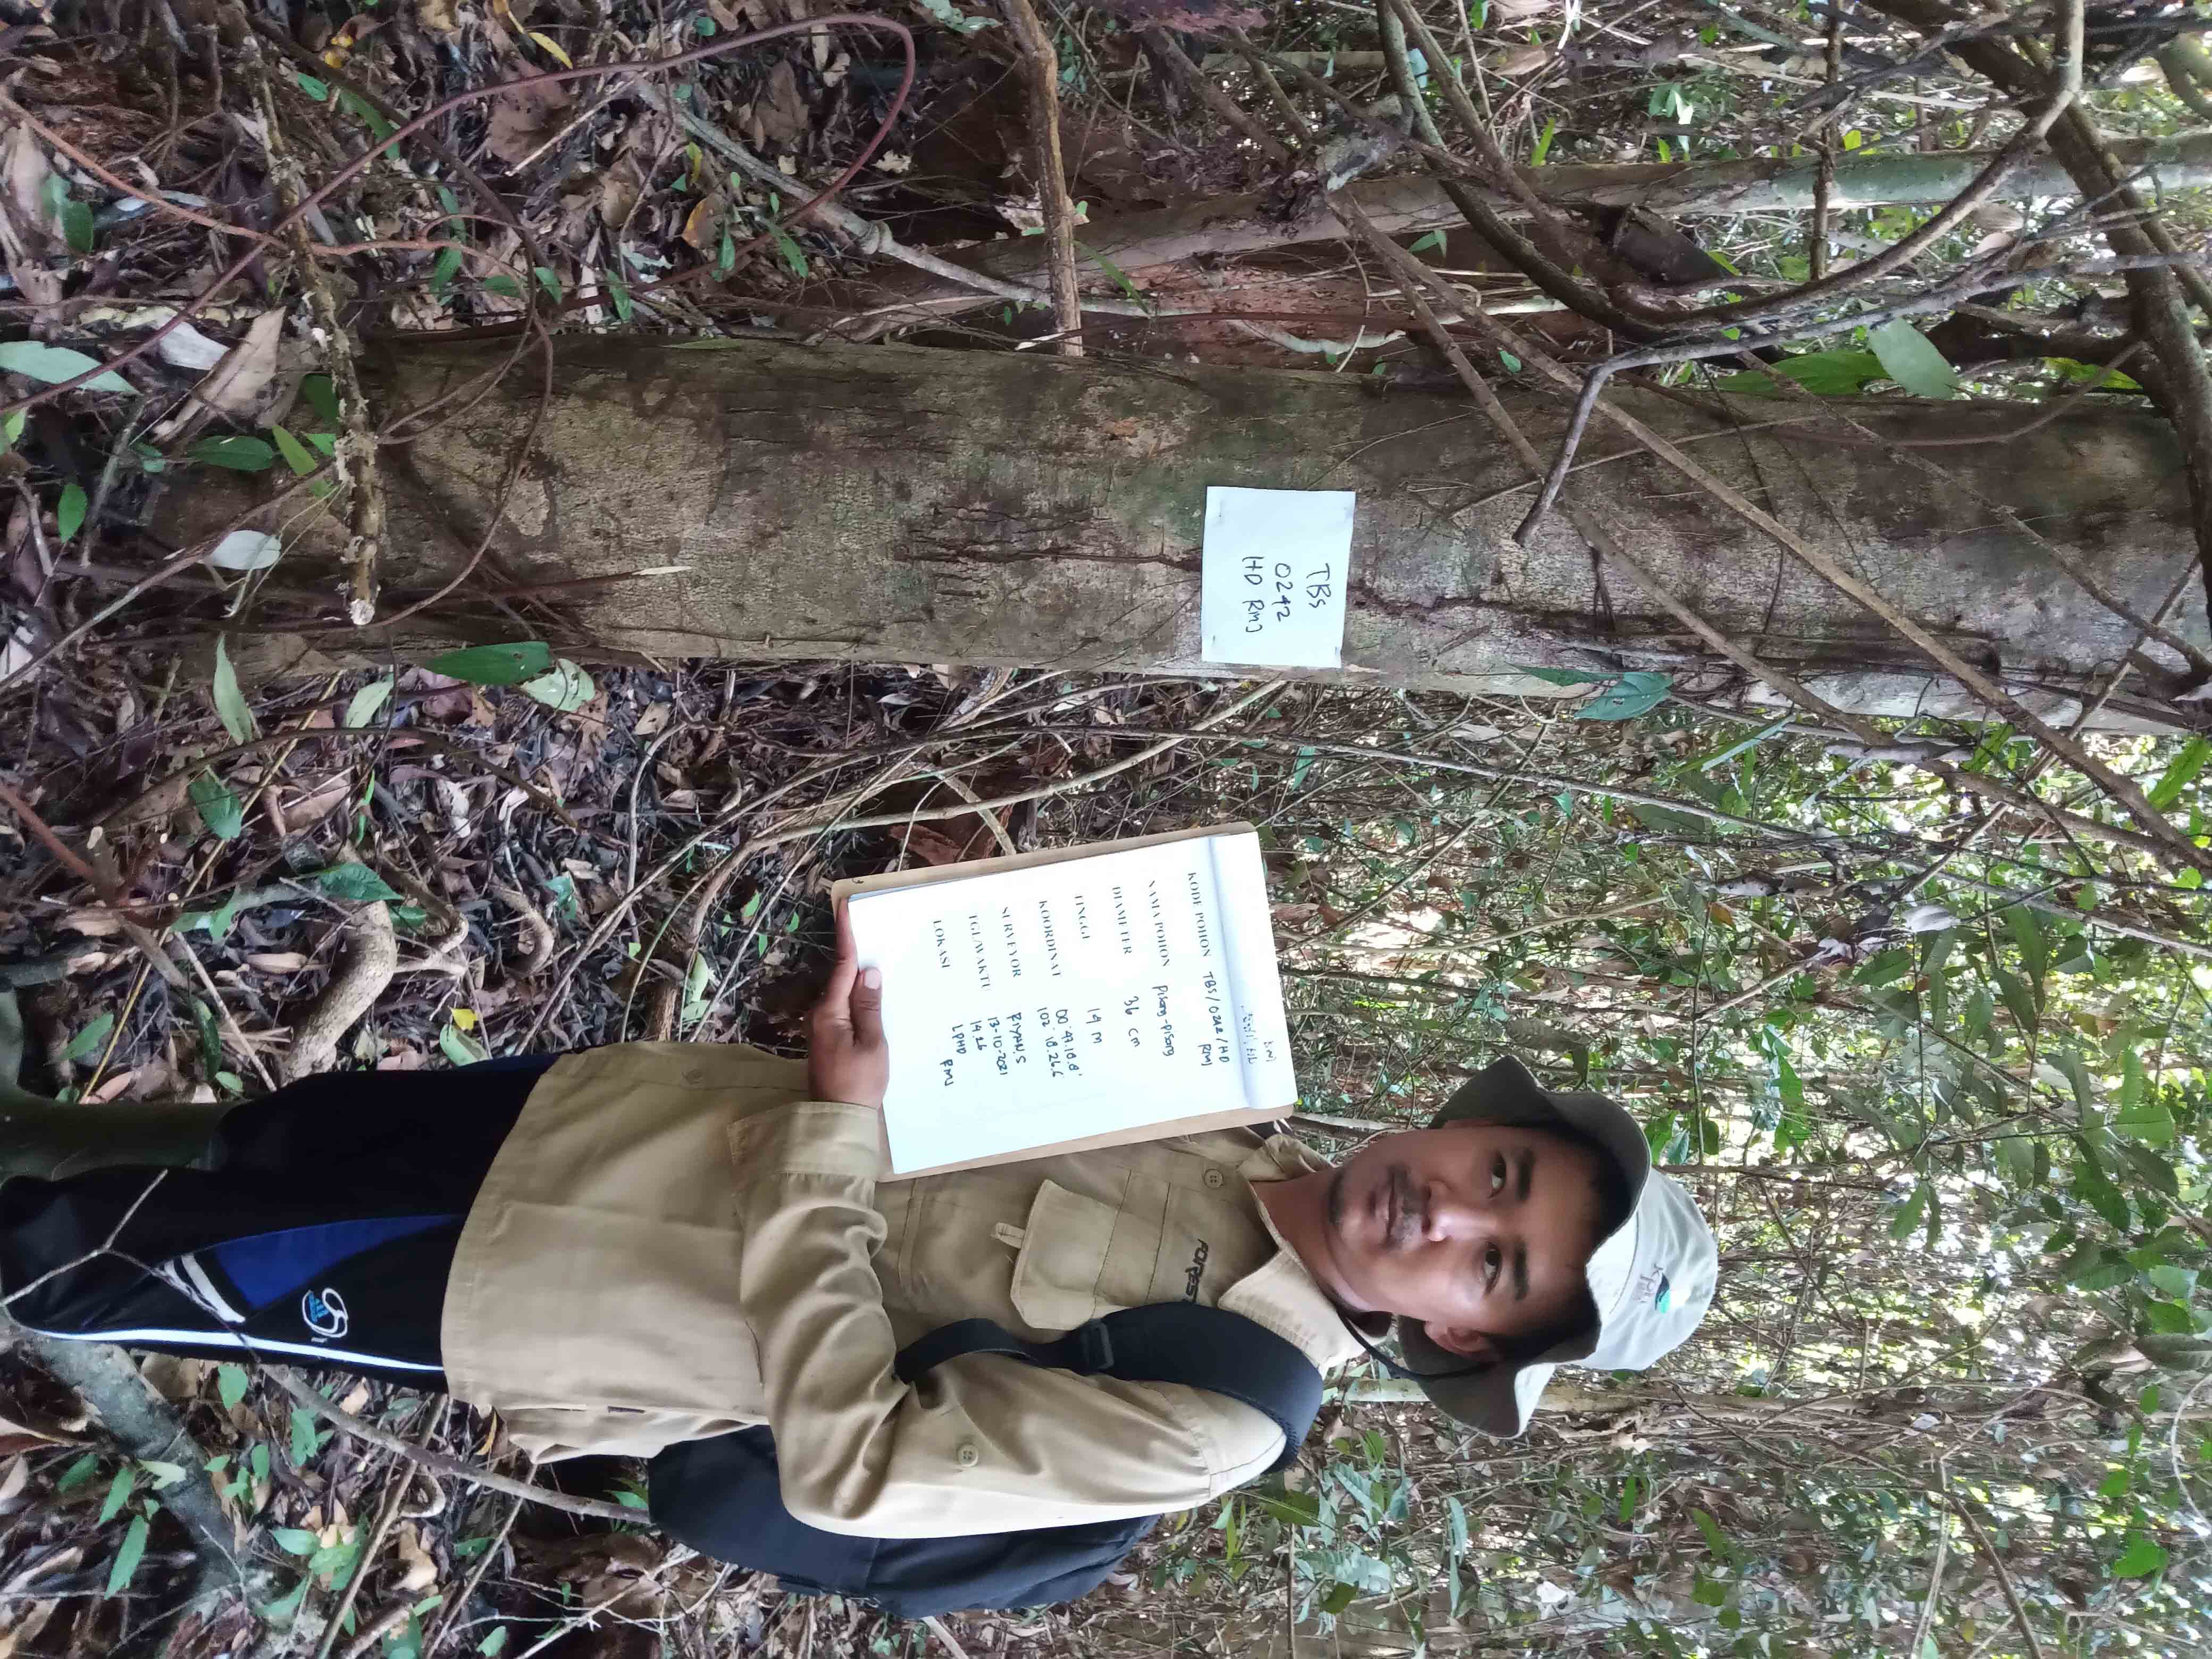 TBS
0242
HD RMJ
KODE POHON TBS/0242/HD
RMJ
NAMA POHON Pisang-Pisang
DIAMETER 36 cm
TINGGI 14 M
KOORDINAT 00°47.18.8'
102°18.26.6
SURVEYOR RIYAN.S
TGL/WAKTU 13-10-2021
14.26
LOKASI LPHD
RMJ
FOREST